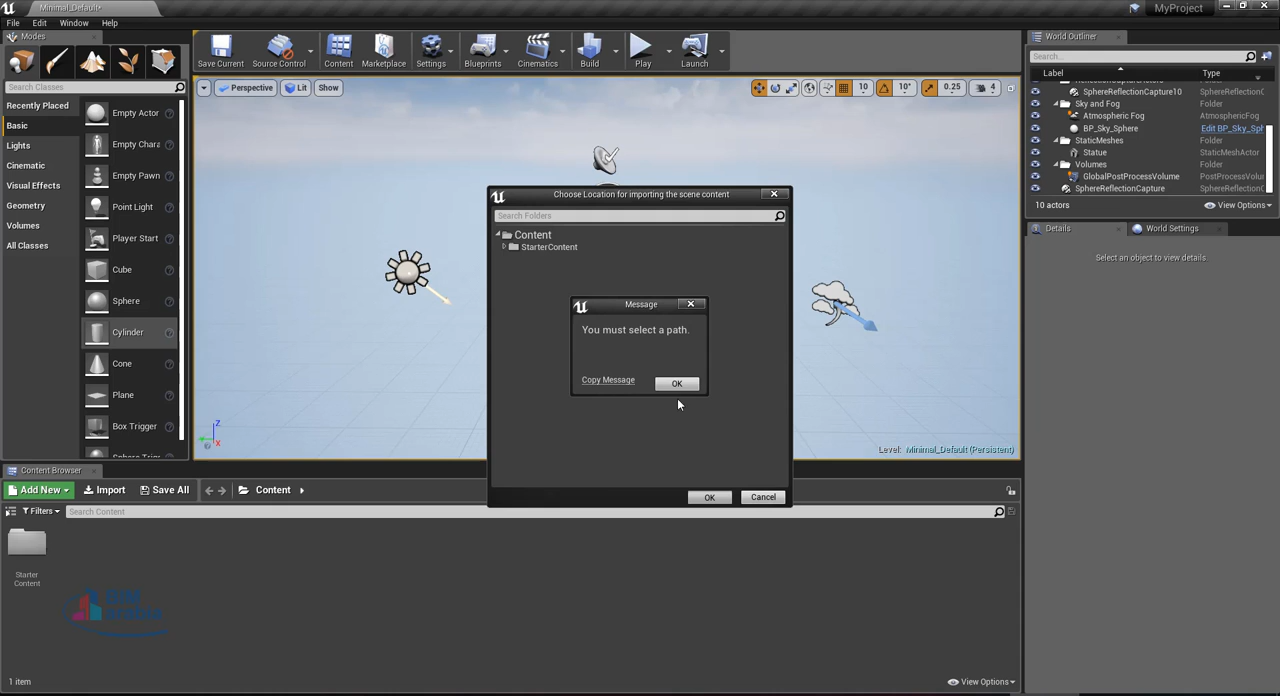 Minimal_Default*
MyProject
File Edit Window Help
Modes
Search Classes
Recently Placed
Basic
Lights
Cinematic
Visual Effects
Geometry
Volumes
All Classes
Empty Actor
Empty Chara
Empty Pawn
Point Light
Player Start
Cube
Sphere
Cylinder
Cone
Plane
Box Trigger
Save Current Source Control Content Marketplace Settings Blueprints Cinematics Build Play Launch
Perspective Lit Show
10 10° 0.25 4
Choose Location for importing the scene content
Search Folders
Content
StarterContent
Message
You must select a path.
Copy Message OK
OK Cancel
Z
X
Level: Minimal_Default (Persistent)
World Outliner
Search...
Label Type
SphereReflectionCapture10 SphereReflectionC
Sky and Fog Folder
Atmospheric Fog AtmosphericFog
BP_Sky_Sphere Edit BP_Sky_Sph
StaticMeshes Folder
Statue StaticMeshActor
Volumes Folder
GlobalPostProcessVolume PostProcessVolu
SphereReflectionCapture SphereReflectionC
10 actors View Options
Details World Settings
Select an object to view details.
Content Browser
Add New Import Save All Content
Filters Search Content
Starter
Content
1 item View Options